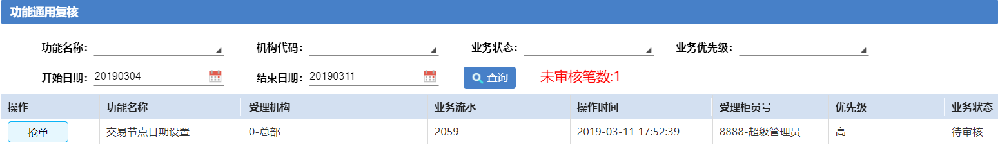 功能通用复核
功能名称： 机构代码： 业务状态： 业务优先级：
开始日期：20190304 结束日期：20190311 查询 未审核笔数:1
操作 功能名称 受理机构 业务流水 操作时间 受理柜员号 优先级 业务状态
抢单 交易节点日期设置 0-总部 2059 2019-03-11 17:52:39 8888-超级管理员 高 待审核